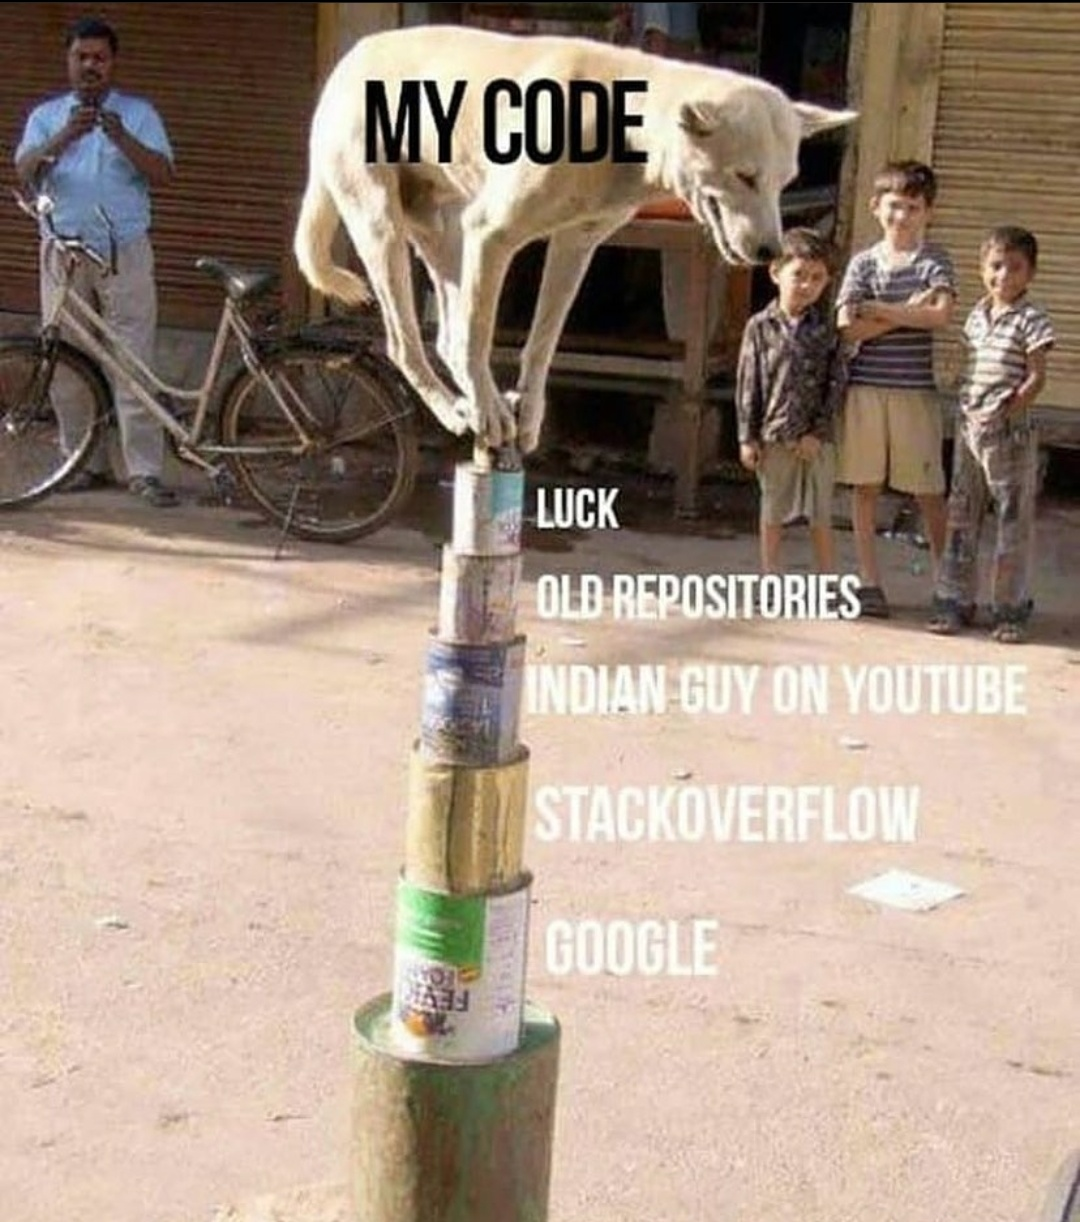 MY CODE
LUCK
OLD REPOSITORIES
INDIAN GUY ON YOUTUBE
STACKOVERFLOW
GOOGLE